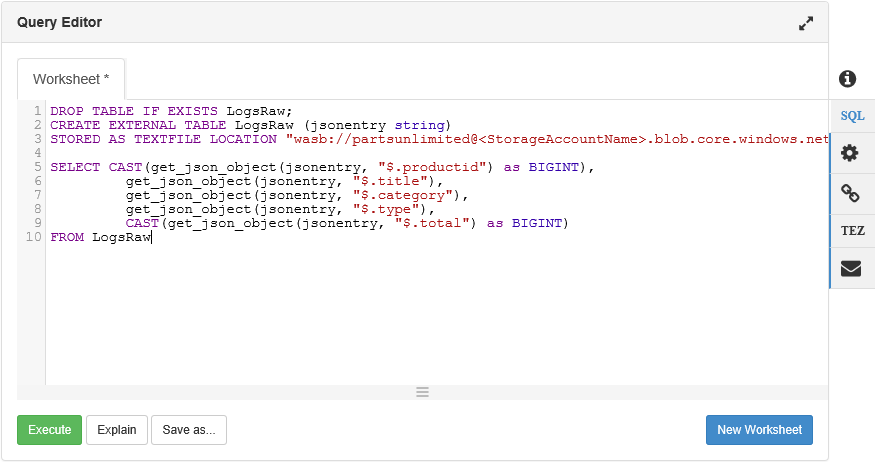 Query Editor
Worksheet *
1 DROP TABLE IF EXISTS LogsRaw;
2 CREATE EXTERNAL TABLE LogsRaw (jsonentry string)
3 STORED AS TEXTFILE LOCATION "wasb://partsunlimited@<StorageAccountName>.blob.core.windows.net
4
5 SELECT CAST(get_json_object(jsonentry, "$.productid") as BIGINT),
6 get_json_object(jsonentry, "$.title"),
7 get_json_object(jsonentry, "$.category"),
8 get_json_object(jsonentry, "$.type"),
9 CAST(get_json_object(jsonentry, "$.total") as BIGINT)
10 FROM LogsRaw
SQL
TEZ
Execute Explain Save as... New Worksheet